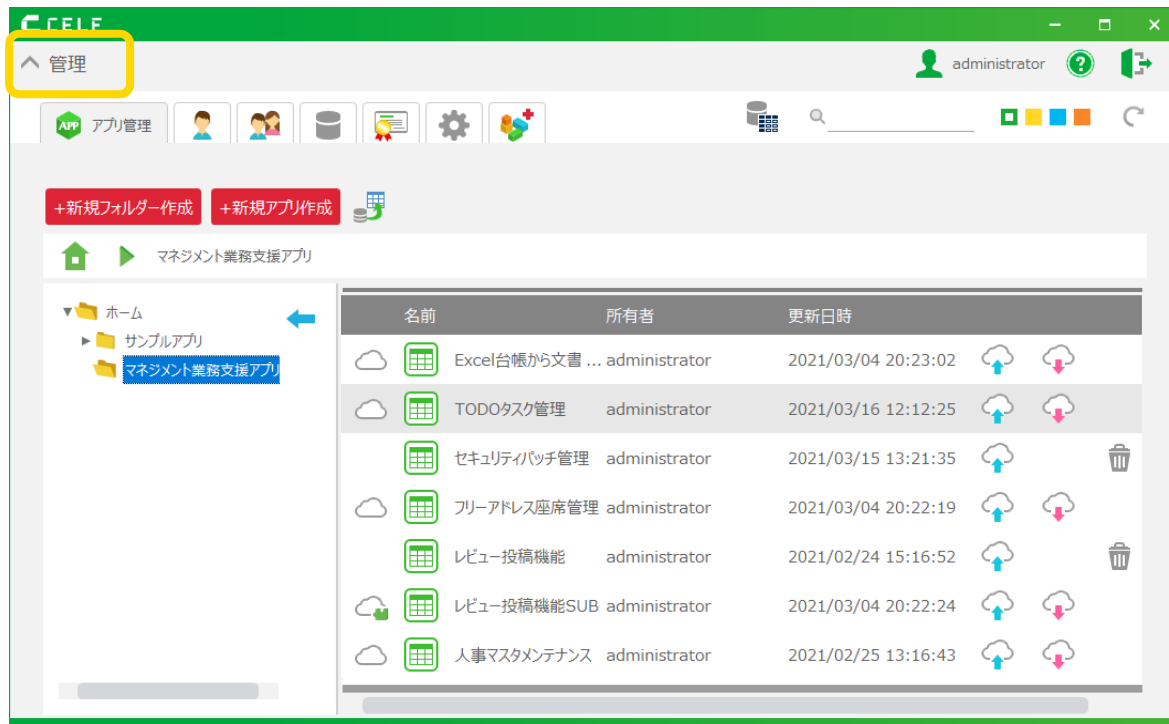 CELF
管理
administrator
?
APP アプリ管理
+新規フォルダー作成 +新規アプリ作成
マネジメント業務支援アプリ
ホーム
サンプルアプリ
マネジメント業務支援アプリ
名前 所有者 更新日時
Excel台帳から文書 ... administrator 2021/03/04 20:23:02
TODOタスク管理 administrator 2021/03/16 12:12:25
セキュリティパッチ管理 administrator 2021/03/15 13:21:35
フリーアドレス座席管理 administrator 2021/03/04 20:22:19
レビュー投稿機能 administrator 2021/02/24 15:16:52
レビュー投稿機能SUB administrator 2021/03/04 20:22:24
人事マスタメンテナンス administrator 2021/02/25 13:16:43